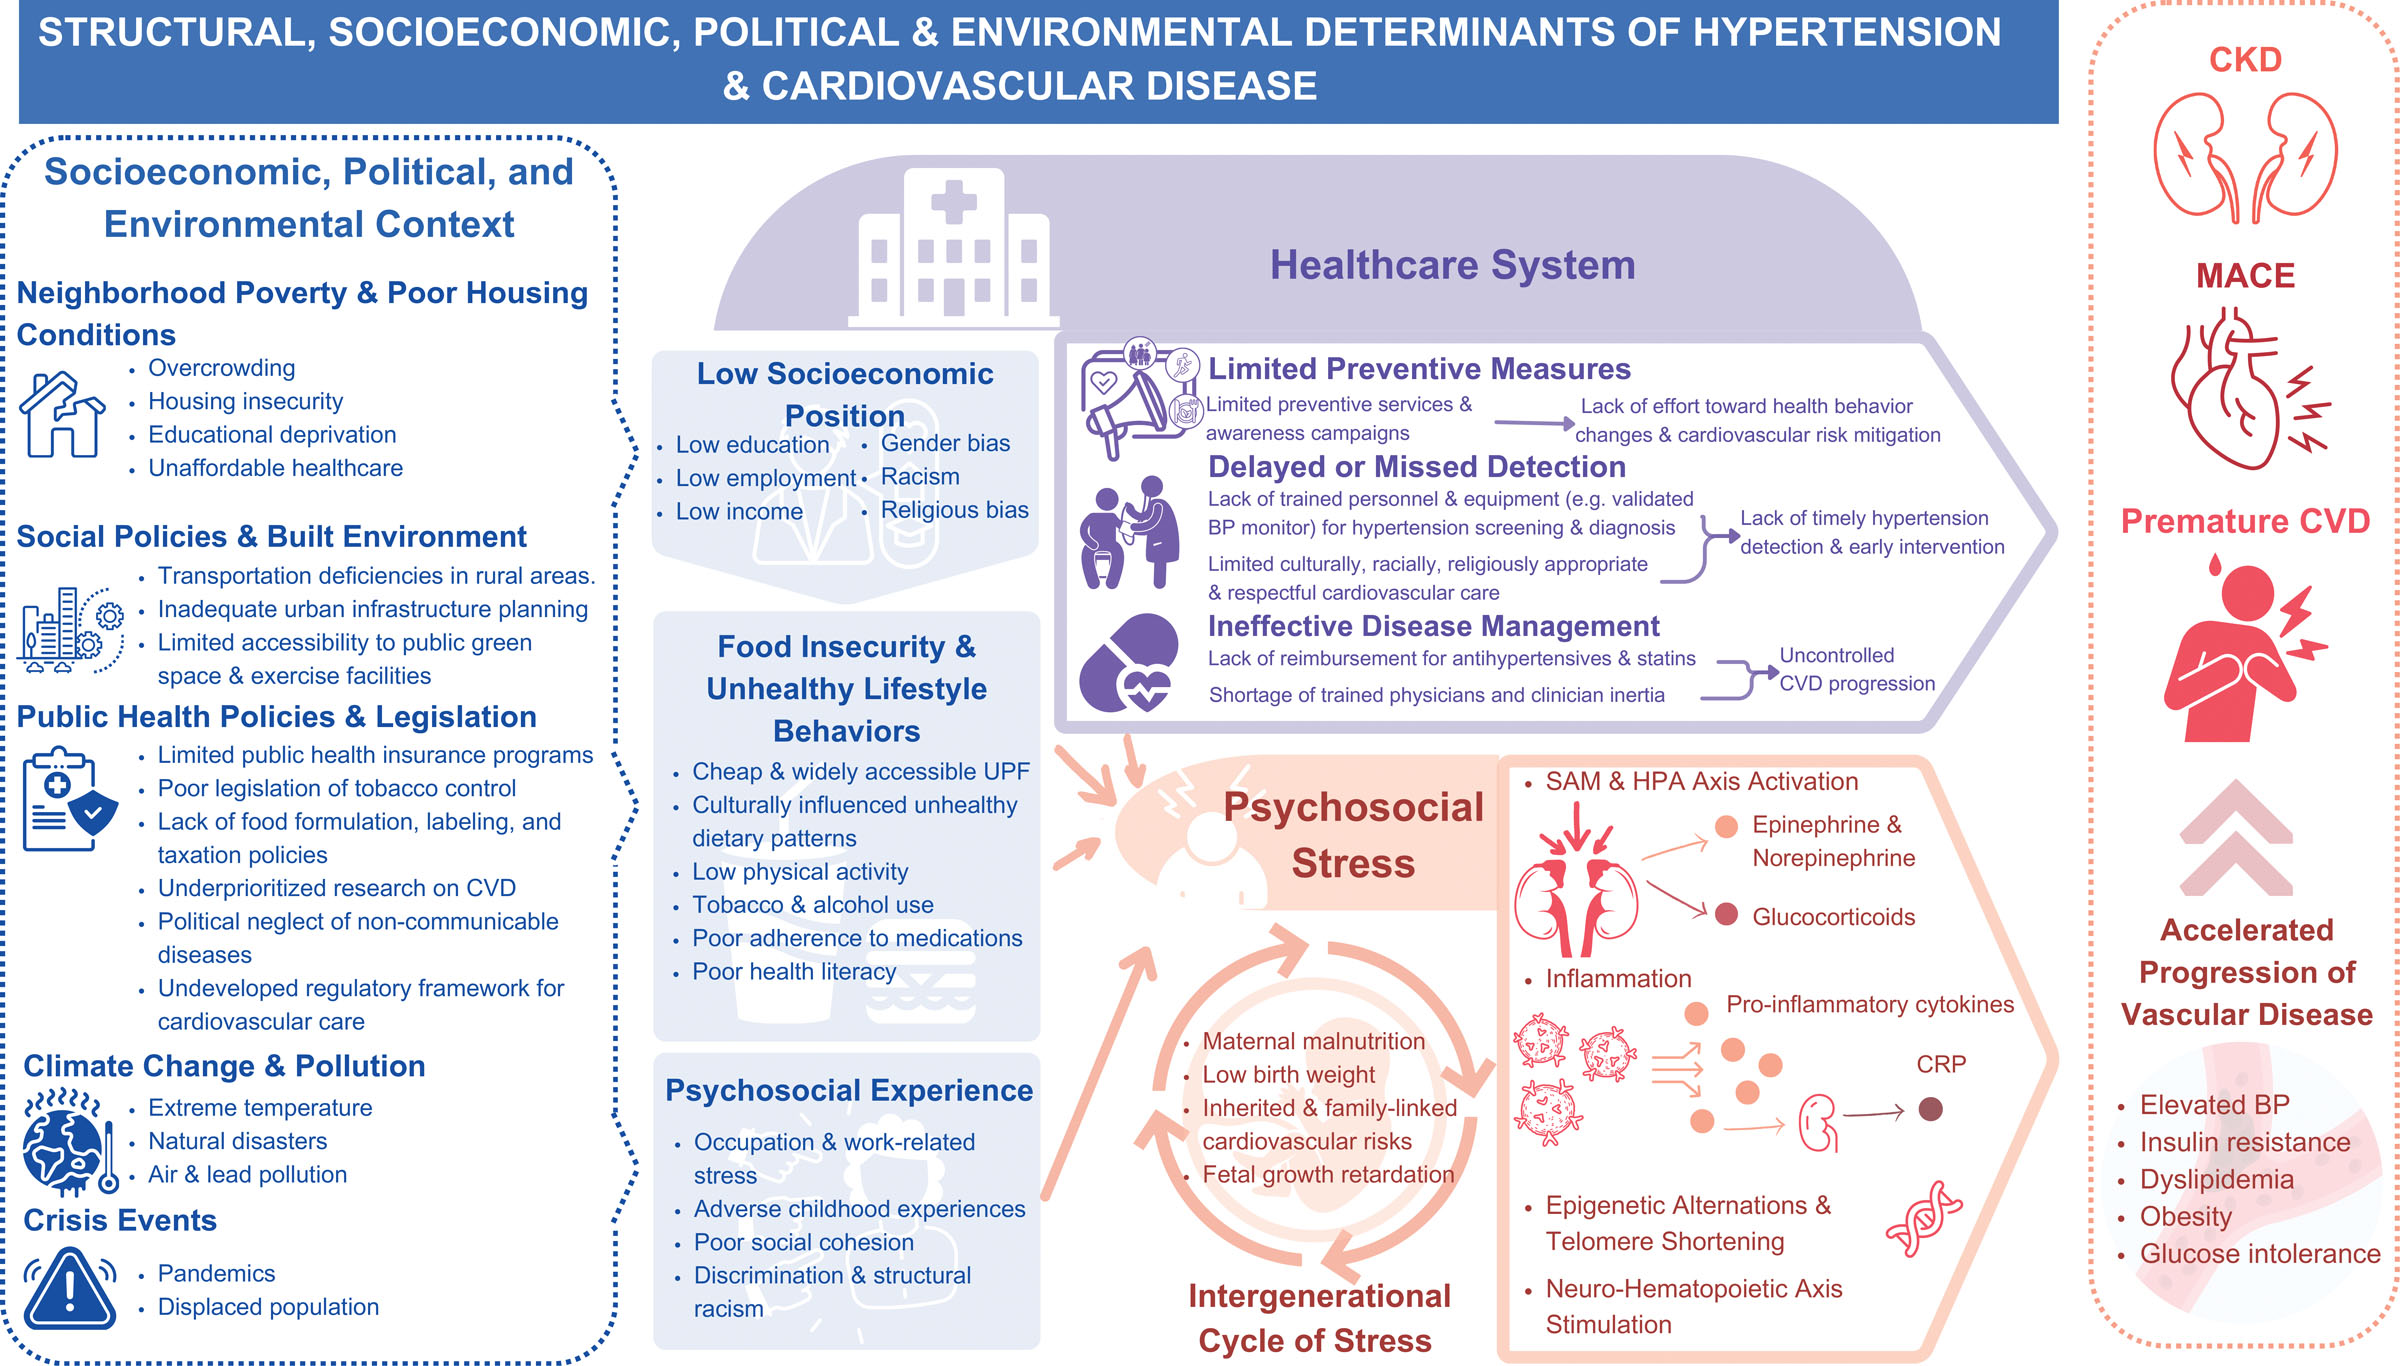 STRUCTURAL, SOCIOECONOMIC, POLITICAL & ENVIRONMENTAL DETERMINANTS OF HYPERTENSION
& CARDIOVASCULAR DISEASE
Socioeconomic, Political, and
Environmental Context
Neighborhood Poverty & Poor Housing
Conditions
• Overcrowding
• Housing insecurity
• Educational deprivation
• Unaffordable healthcare
Social Policies & Built Environment
• Transportation deficiencies in rural areas.
• Inadequate urban infrastructure planning
• Limited accessibility to public green
space & exercise facilities
Public Health Policies & Legislation
• Limited public health insurance programs
• Poor legislation of tobacco control
• Lack of food formulation, labeling, and
taxation policies
• Underprioritized research on CVD
• Political neglect of non-communicable
diseases
• Undeveloped regulatory framework for
cardiovascular care
Climate Change & Pollution
• Extreme temperature
• Natural disasters
• Air & lead pollution
Crisis Events
• Pandemics
• Displaced population
Low Socioeconomic
Position
• Low education
• Low employment
• Low income
• Gender bias
• Racism
• Religious bias
Food Insecurity &
Unhealthy Lifestyle
Behaviors
• Cheap & widely accessible UPF
• Culturally influenced unhealthy
dietary patterns
• Low physical activity
• Tobacco & alcohol use
• Poor adherence to medications
• Poor health literacy
Psychosocial Experience
• Occupation & work-related
stress
• Adverse childhood experiences
• Poor social cohesion
• Discrimination & structural
racism
Healthcare System
Limited Preventive Measures
Limited preventive services &
awareness campaigns
Lack of effort toward health behavior
changes & cardiovascular risk mitigation
Delayed or Missed Detection
Lack of trained personnel & equipment (e.g. validated
BP monitor) for hypertension screening & diagnosis
Limited culturally, racially, religiously appropriate
& respectful cardiovascular care
Lack of timely hypertension
detection & early intervention
Ineffective Disease Management
Lack of reimbursement for antihypertensives & statins
Shortage of trained physicians and clinician inertia
Uncontrolled
CVD progression
Psychosocial
Stress
• Maternal malnutrition
• Low birth weight
• Inherited & family-linked
cardiovascular risks
• Fetal growth retardation
Intergenerational
Cycle of Stress
• SAM & HPA Axis Activation
Epinephrine &
Norepinephrine
Glucocorticoids
• Inflammation
Pro-inflammatory cytokines
CRP
• Epigenetic Alternations &
Telomere Shortening
• Neuro-Hematopoietic Axis
Stimulation
CKD
MACE
Premature CVD
Accelerated
Progression of
Vascular Disease
• Elevated BP
• Insulin resistance
• Dyslipidemia
• Obesity
• Glucose intolerance